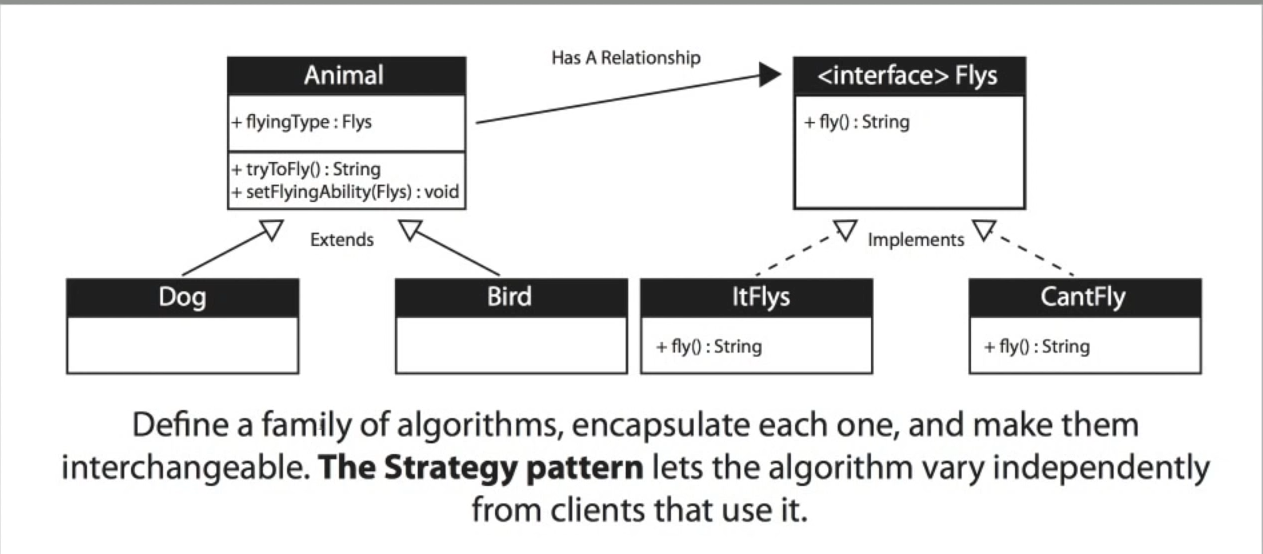 Has A Relationship
Animal
<interface> Flys
+ flyingType : Flys
+ fly() : String
+ tryToFly() : String
+ setFlyingAbility(Flys) : void
Extends
Implements
Dog
Bird
ItFlys
CantFly
+ fly() : String
+ fly() : String
Define a family of algorithms, encapsulate each one, and make them
interchangeable. The Strategy pattern lets the algorithm vary independently
from clients that use it.